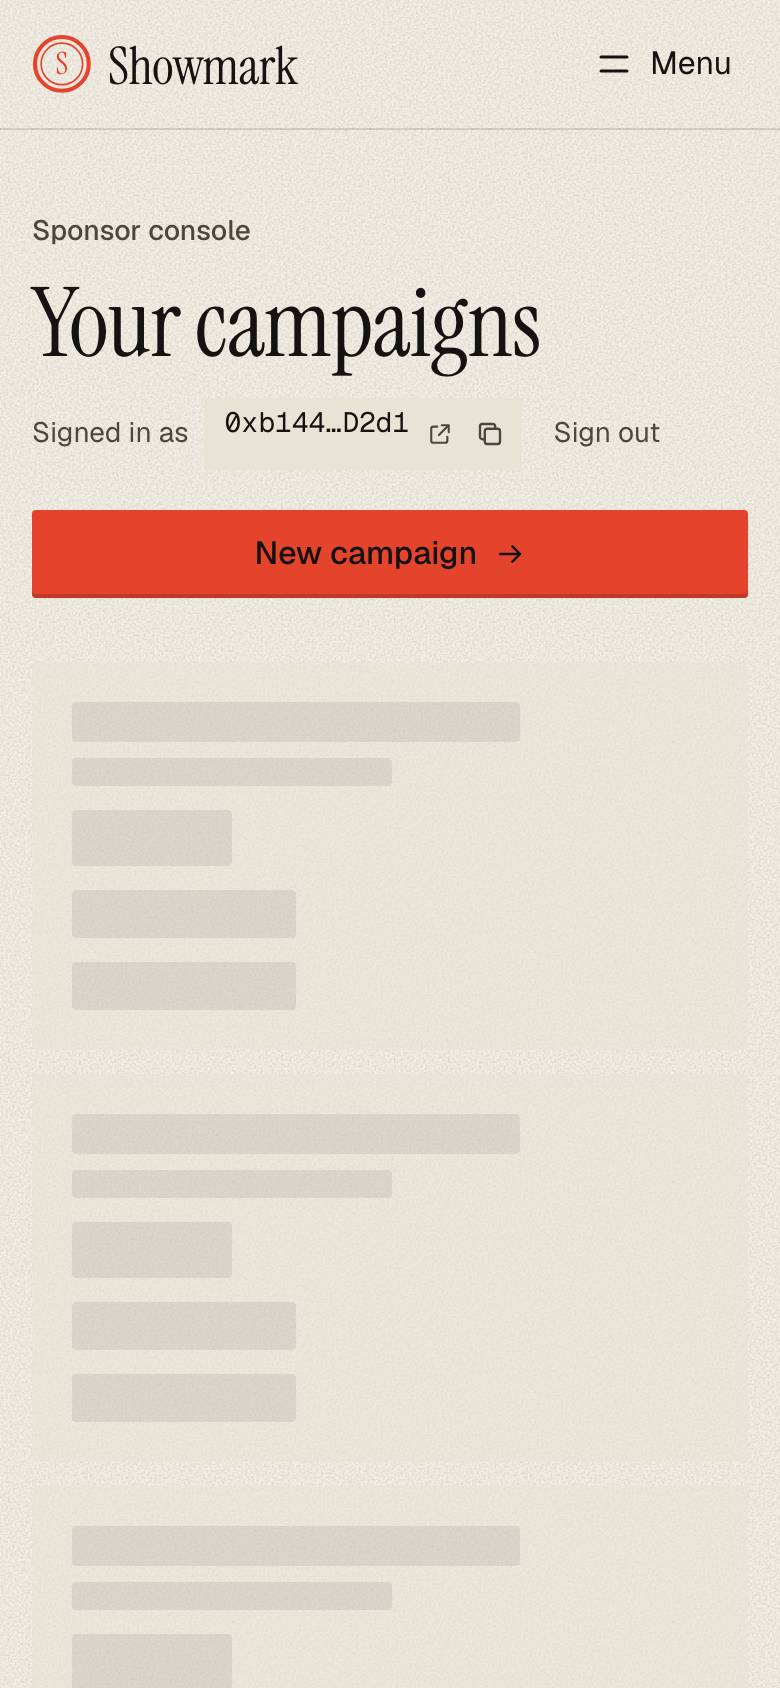 S Showmark
Menu
Sponsor console
Your campaigns
Signed in as 0xb144…D2d1 Sign out
New campaign →